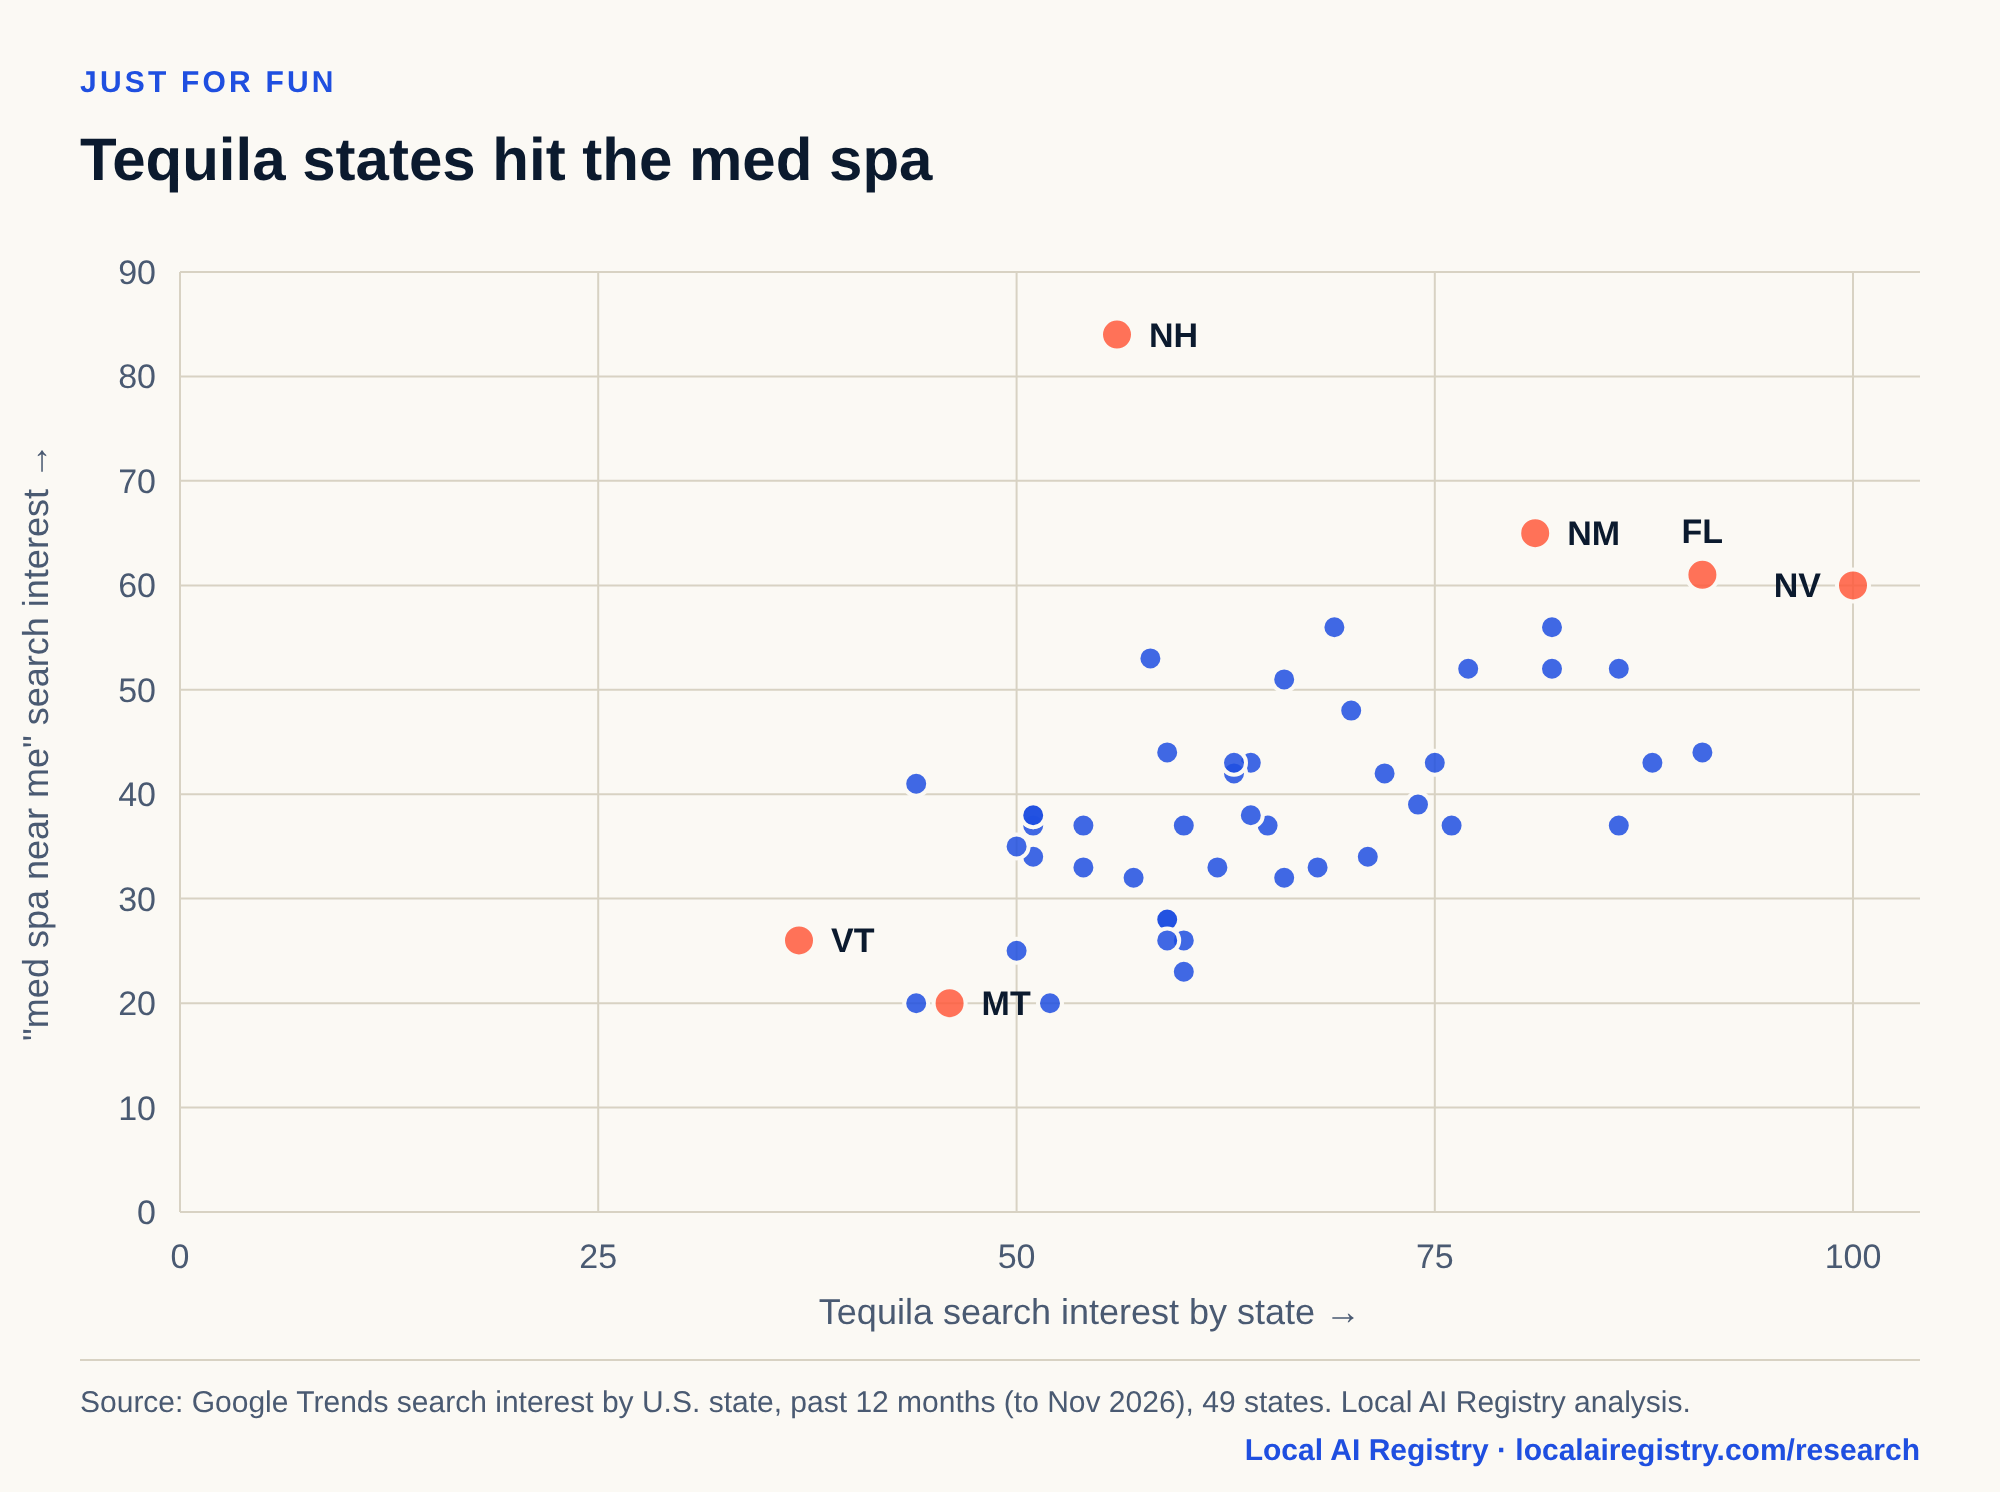 JUST FOR FUN
Tequila states hit the med spa
90
80
70
60
50
40
30
20
10
0
"med spa near me" search interest →
NH
NM
FL
NV
VT
MT
0 25 50 75 100
Tequila search interest by state →
Source: Google Trends search interest by U.S. state, past 12 months (to Nov 2026), 49 states. Local AI Registry analysis.
Local AI Registry · localairegistry.com/research